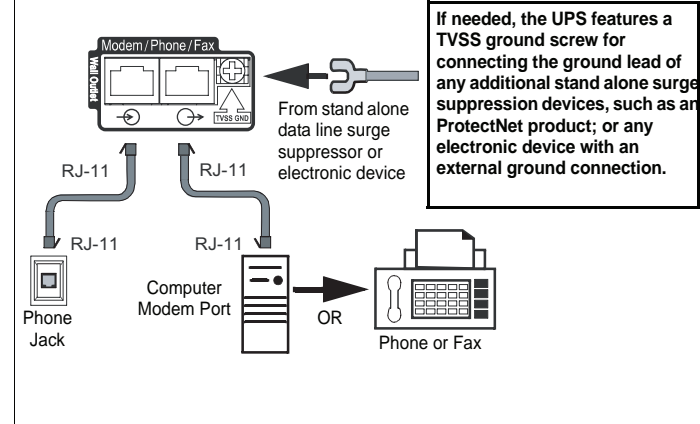 Modem / Phone / Fax
Wall Outlet
TVSS GND
From stand alone
data line surge
suppressor or
electronic device
If needed, the UPS features a
TVSS ground screw for
connecting the ground lead of
any additional stand alone surge
suppression devices, such as an
ProtectNet product; or any
electronic device with an
external ground connection.
RJ-11
RJ-11
RJ-11
RJ-11
Phone
Jack
Computer
Modem Port
OR
Phone or Fax